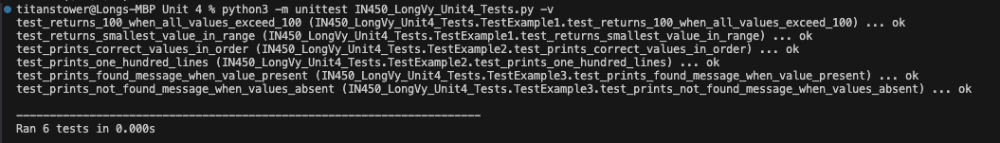 titanstower@Longs-MBP Unit 4 % python3 -m unittest IN450_LongVy_Unit4_Tests.py -v
test_returns_100_when_all_values_exceed_100 (IN450_LongVy_Unit4_Tests.TestExample1.test_returns_100_when_all_values_exceed_100) ... ok
test_returns_smallest_value_in_range (IN450_LongVy_Unit4_Tests.TestExample1.test_returns_smallest_value_in_range) ... ok
test_prints_correct_values_in_order (IN450_LongVy_Unit4_Tests.TestExample2.test_prints_correct_values_in_order) ... ok
test_prints_one_hundred_lines (IN450_LongVy_Unit4_Tests.TestExample2.test_prints_one_hundred_lines) ... ok
test_prints_found_message_when_value_present (IN450_LongVy_Unit4_Tests.TestExample3.test_prints_found_message_when_value_present) ... ok
test_prints_not_found_message_when_values_absent (IN450_LongVy_Unit4_Tests.TestExample3.test_prints_not_found_message_when_values_absent) ... ok
----------------------------------------------------------------------
Ran 6 tests in 0.000s